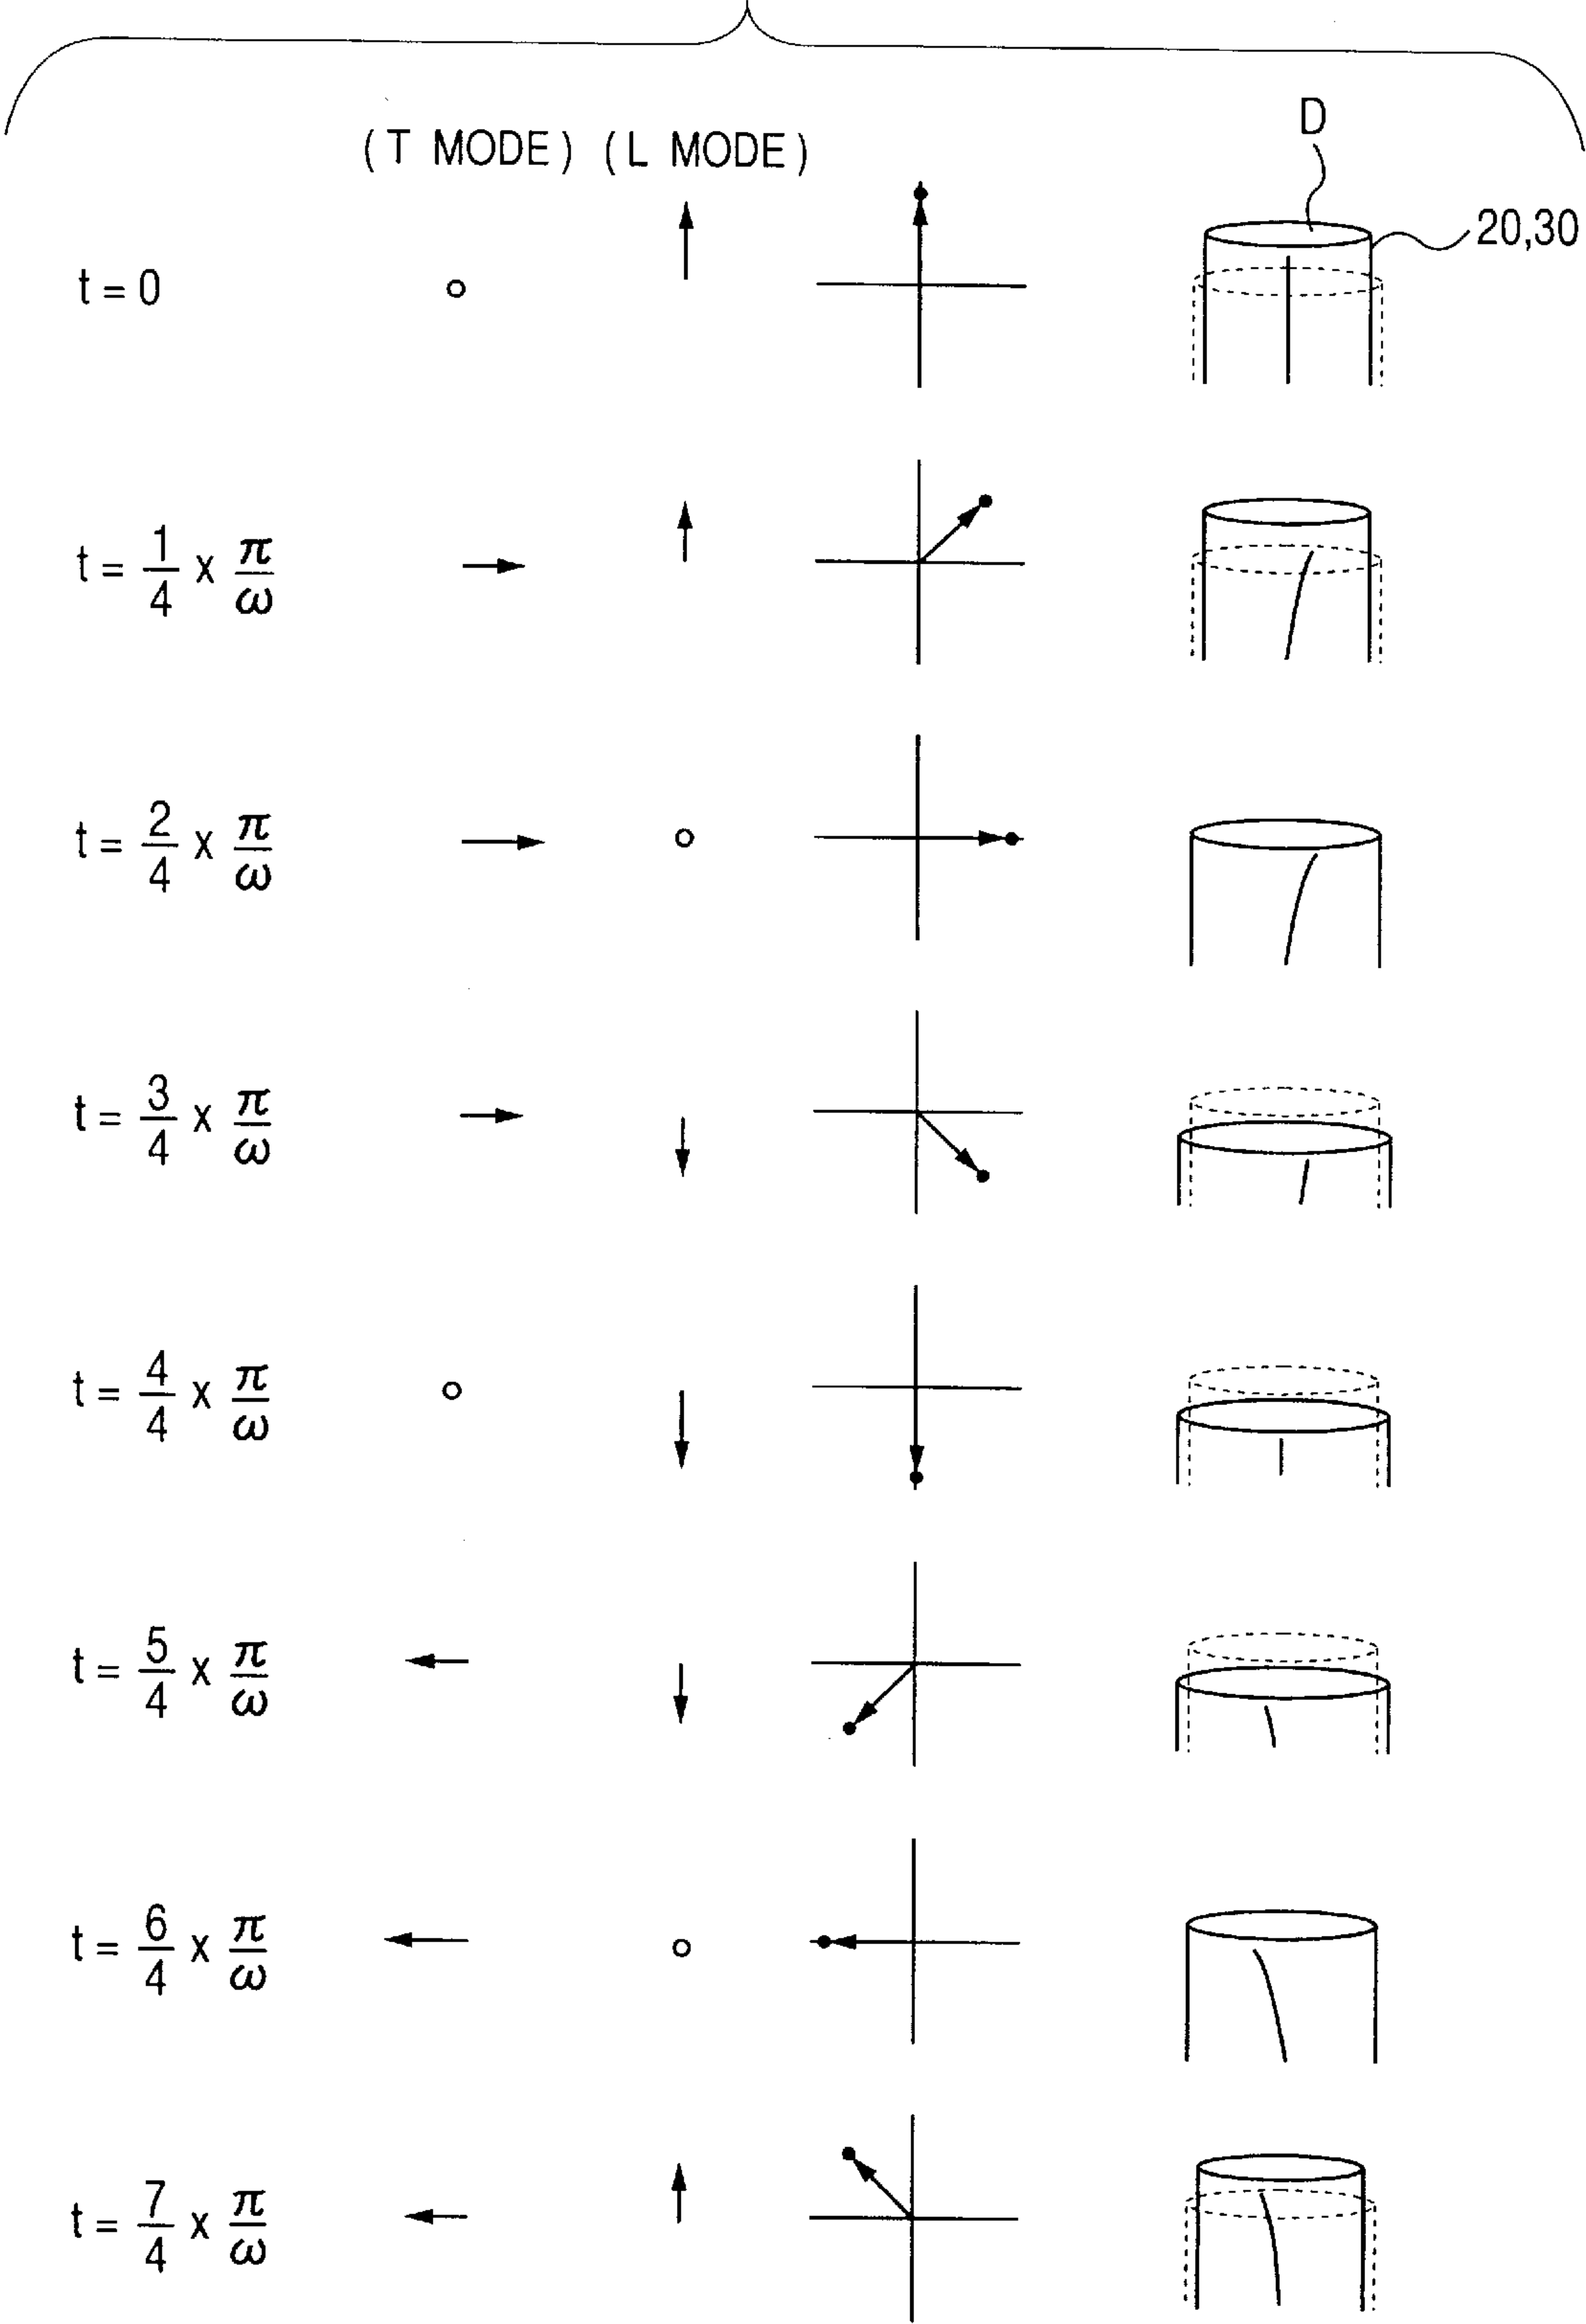 (T MODE) (L MODE)
D
20,30
t = 0
t = 1/4 x π/ω
t = 2/4 x π/ω
t = 3/4 x π/ω
t = 4/4 x π/ω
t = 5/4 x π/ω
t = 6/4 x π/ω
t = 7/4 x π/ω